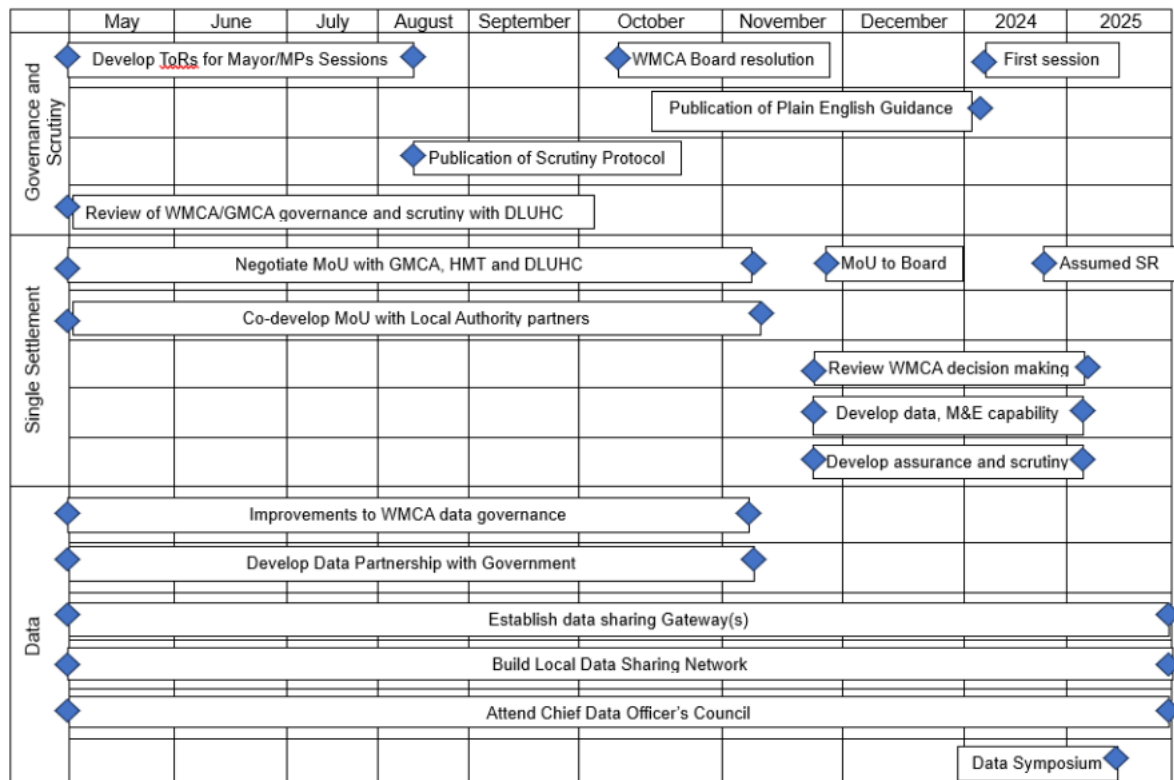 May June July August September October November December 2024 2025
Governance and
Scrutiny
Develop ToRs for Mayor/MPs Sessions
WMCA Board resolution
First session
Publication of Plain English Guidance
Publication of Scrutiny Protocol
Review of WMCA/GMCA governance and scrutiny with DLUHC
Single Settlement
Negotiate MoU with GMCA, HMT and DLUHC
MoU to Board
Assumed SR
Co-develop MoU with Local Authority partners
Review WMCA decision making
Develop data, M&E capability
Develop assurance and scrutiny
Data
Improvements to WMCA data governance
Develop Data Partnership with Government
Establish data sharing Gateway(s)
Build Local Data Sharing Network
Attend Chief Data Officer's Council
Data Symposium